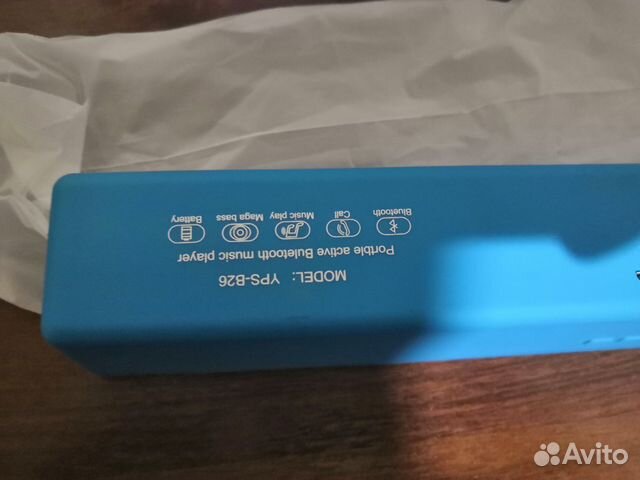 MODEL: YPS-B26
Portble active Buletooth music player
Bluetooth Call Music play Maga bass Battery
Avito